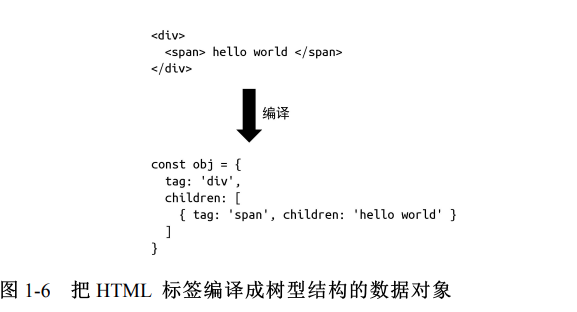 <div>
  <span> hello world </span>
</div>
编译
const obj = {
  tag: 'div',
  children: [
    { tag: 'span', children: 'hello world' }
  ]
}
图 1-6 把 HTML 标签编译成树型结构的数据对象